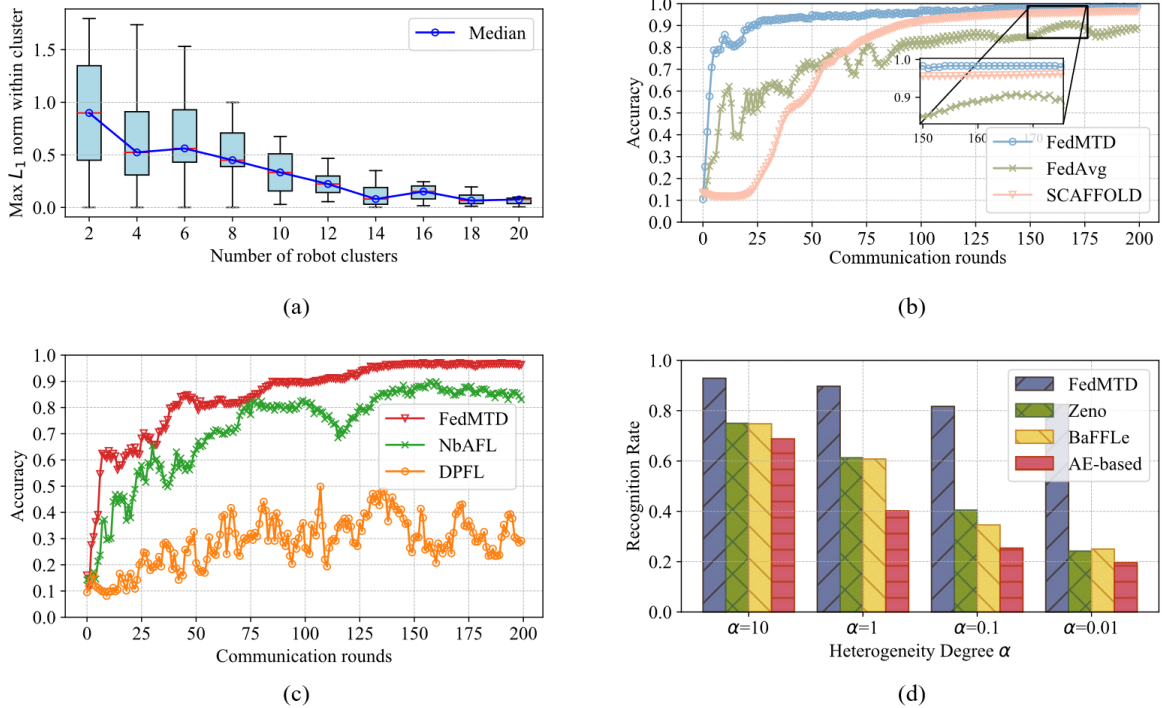 Max L₁ norm within cluster
1.5
1.0
0.5
0.0
Median
2 4 6 8 10 12 14 16 18 20
Number of robot clusters
(a)
Accuracy
1.0
0.9
0.8
0.7
0.6
0.5
0.4
0.3
0.2
0.1
0.0
1.0
0.9
150 160 170
FedMTD
FedAvg
SCAFFOLD
0 25 50 75 100 125 150 175 200
Communication rounds
(b)
Accuracy
1.0
0.9
0.8
0.7
0.6
0.5
0.4
0.3
0.2
0.1
0.0
FedMTD
NbAFL
DPFL
0 25 50 75 100 125 150 175 200
Communication rounds
(c)
Recognition Rate
1.0
0.8
0.6
0.4
0.2
0.0
FedMTD
Zeno
BaFFLe
AE-based
α=10 α=1 α=0.1 α=0.01
Heterogeneity Degree α
(d)